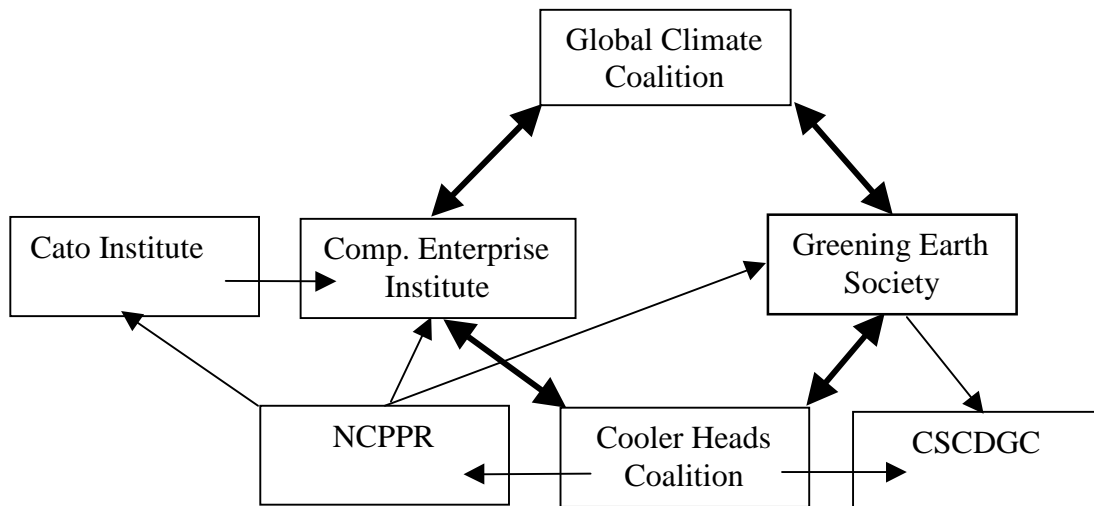 Global Climate
Coalition
Cato Institute
Comp. Enterprise
Institute
Greening Earth
Society
NCPPR
Cooler Heads
Coalition
CSCDGC